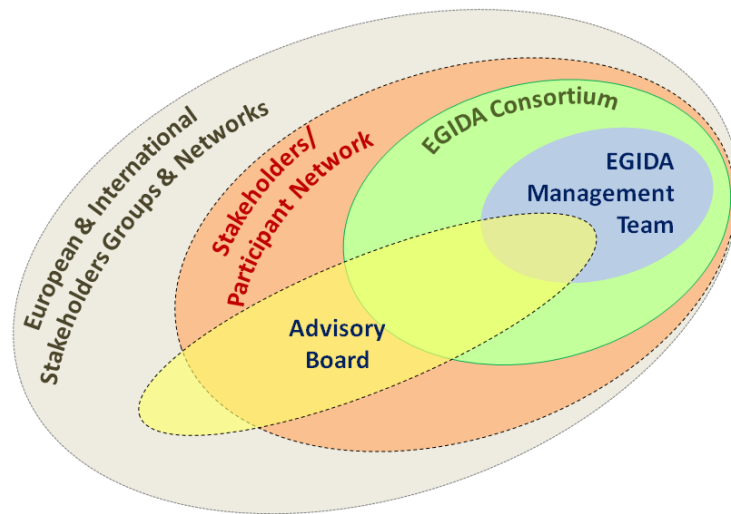 European & International
Stakeholders Groups & Networks
Stakeholders/
Participant Network
EGIDA Consortium
EGIDA
Management
Team
Advisory
Board